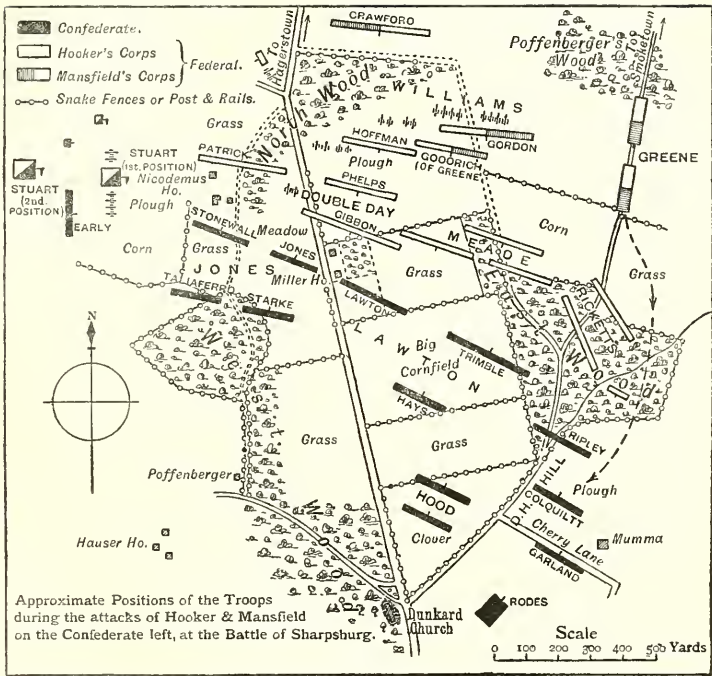 Confederate.
Hooker's Corps
Mansfield's Corps
Federal.
Snake Fences or Post & Rails.
To
Hagerstown
CRAWFORD
Poffenberger's
Wood
To
Smoketown
North Wood
WILLIAMS
Grass
HOFFMAN
GORDON
GOODRICH
(OF GREENE)
GREENE
Plough
PATRICK
STUART
(1st. POSITION)
Nicodemus
Ho.
STUART
(2nd.
POSITION)
Plough
PHELPS
DOUBLE DAY
GIBBON
EARLY
STONEWALL
Meadow
Corn
Corn
Grass
JONES
JONES
Miller Ho.
Grass
MEADE
Grass
TALIAFERRO
STARKE
LAWTON
RICKETTS
East Wood
LAWTON
Big
Cornfield
TRIMBLE
HAYS
N
West Wood
Grass
Grass
RIPLEY
Poffenberger
HOOD
D.H. HILL
Plough
COLQUITT
Clover
Cherry Lane
Mumma
Hauser Ho.
GARLAND
RODES
Dunkard
Church
Approximate Positions of the Troops
during the attacks of Hooker & Mansfield
on the Confederate left, at the Battle of Sharpsburg.
Scale
0 100 200 300 400 500 Yards